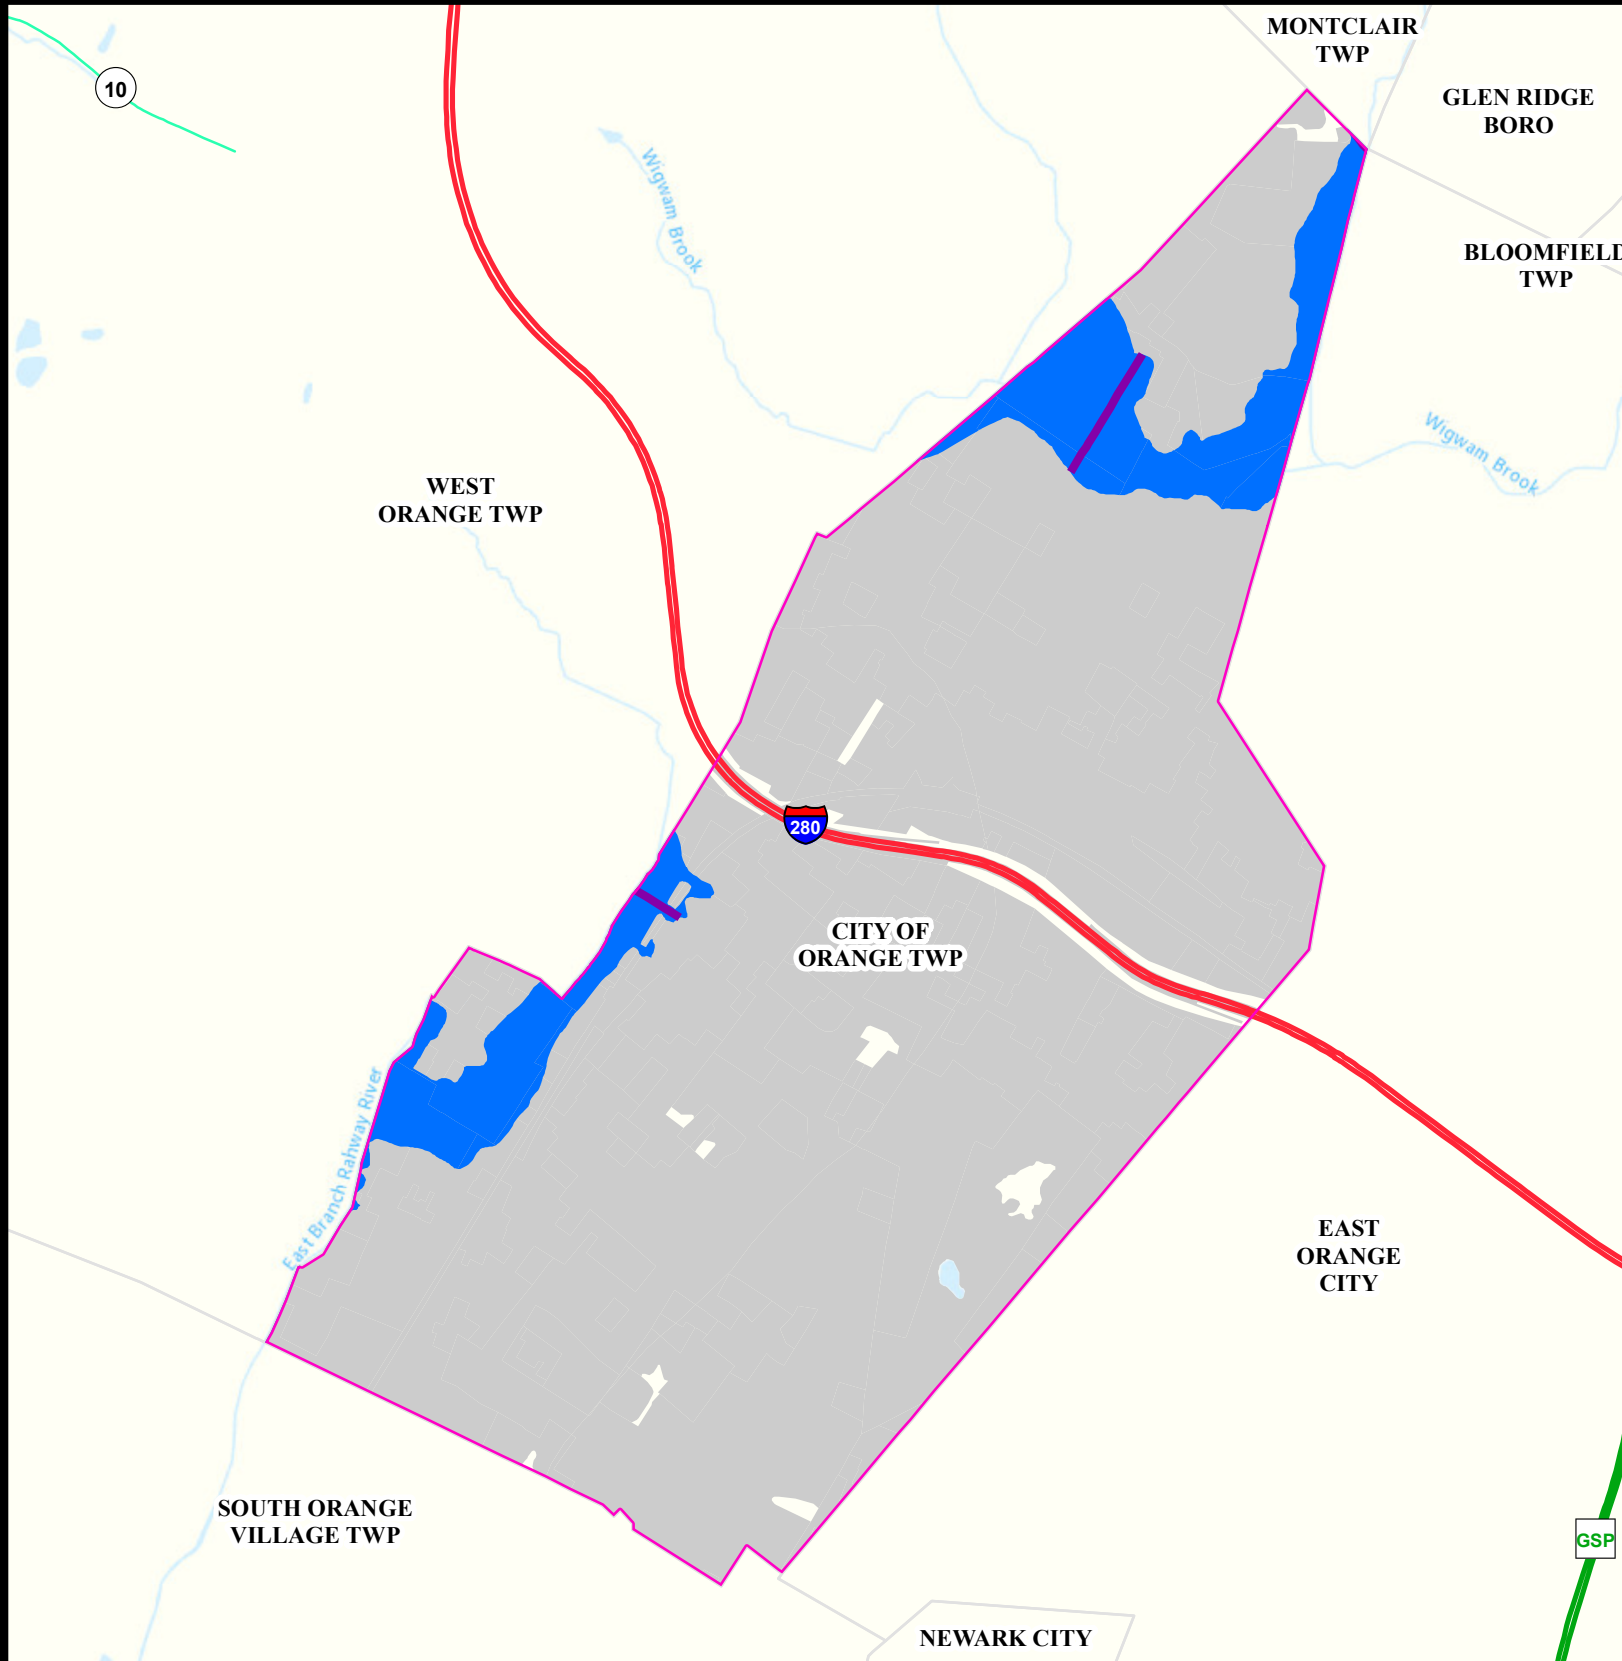 MONTCLAIR
TWP
10
GLEN RIDGE
BORO
Wigwam Brook
BLOOMFIELD
TWP
Wigwam Brook
WEST
ORANGE TWP
280
CITY OF
ORANGE TWP
East Branch Rahway River
EAST
ORANGE
CITY
SOUTH ORANGE
VILLAGE TWP
GSP
NEWARK CITY